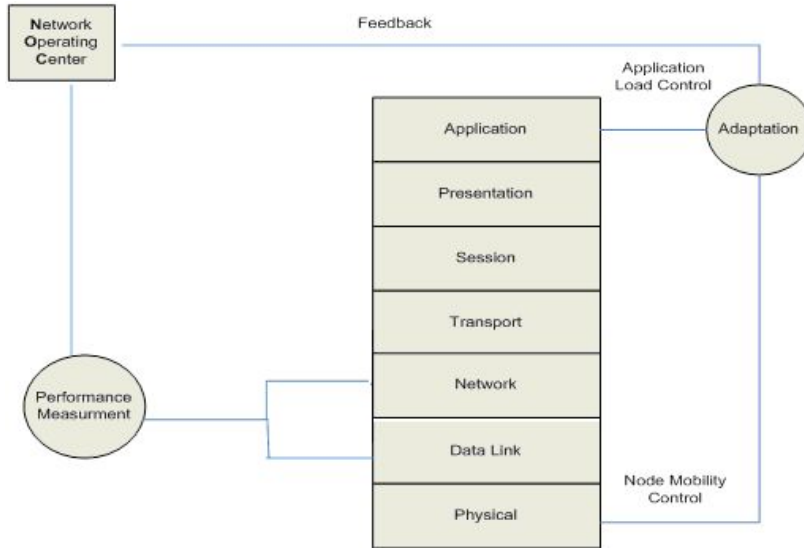 Network
Operating
Center
Feedback
Application
Load Control
Adaptation
Application
Presentation
Session
Transport
Network
Data Link
Physical
Performance
Measurment
Node Mobility
Control